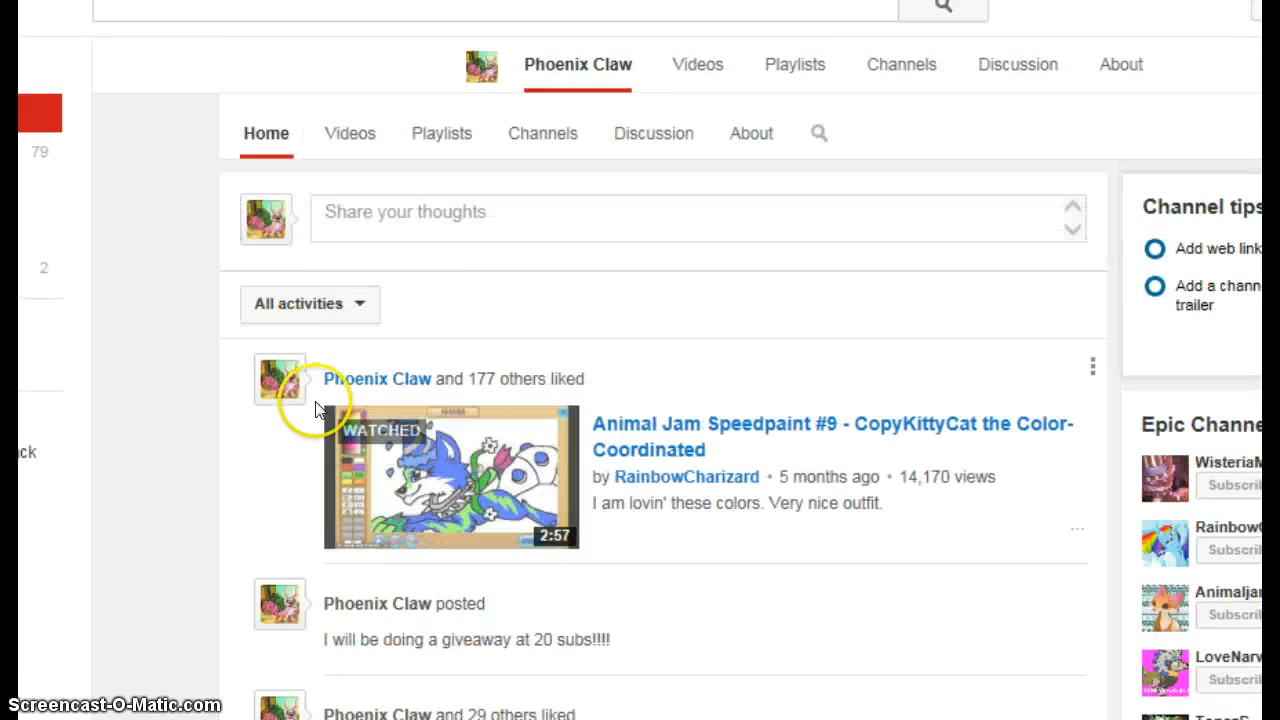 Phoenix Claw Videos Playlists Channels Discussion About
Home Videos Playlists Channels Discussion About
79
2
ck
Share your thoughts
All activities
Phoenix Claw and 177 others liked
WATCHED
2:57
Animal Jam Speedpaint #9 - CopyKittyCat the Color-
Coordinated
by RainbowCharizard • 5 months ago • 14,170 views
I am lovin' these colors. Very nice outfit.
Phoenix Claw posted
I will be doing a giveaway at 20 subs!!!!
Phoenix Claw and 29 others liked
Channel tips
Add web link
Add a chann
trailer
Epic Channe
WisteriaM
Subscri
RainbowC
Subscri
Animaljar
Subscri
LoveNarw
Subscri
Screencast-O-Matic.com